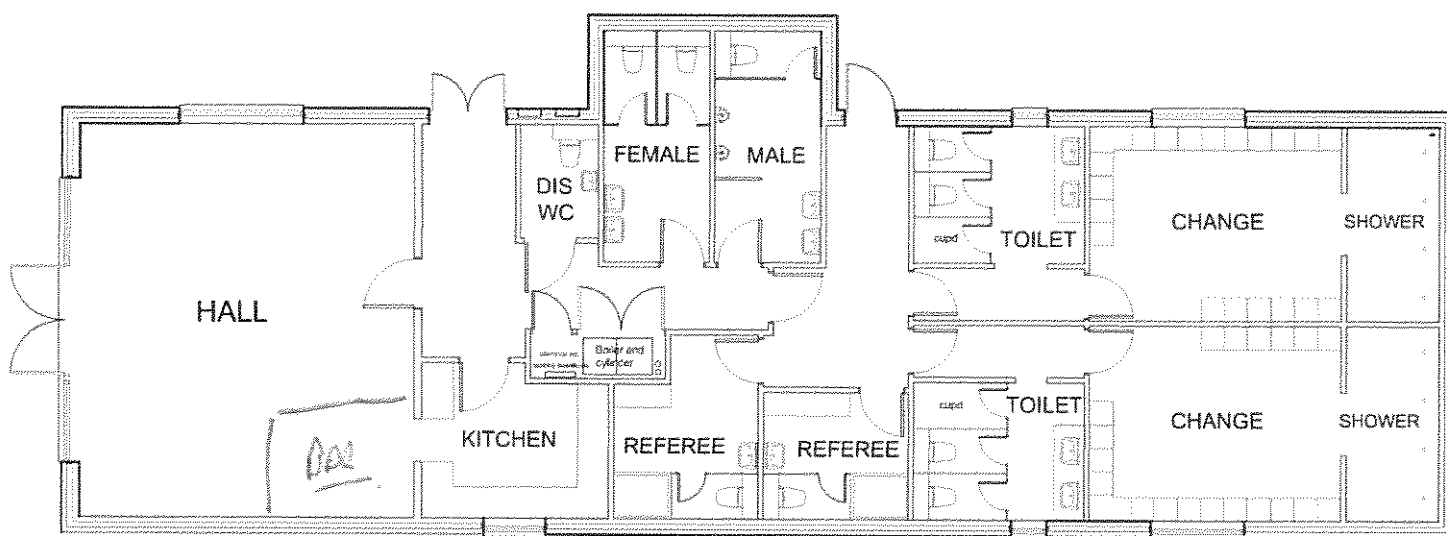 FEMALE
MALE
DIS
WC
cupd
TOILET
CHANGE
SHOWER
HALL
Boiler and
cylinder
KITCHEN
REFEREE
REFEREE
cupd
TOILET
CHANGE
SHOWER